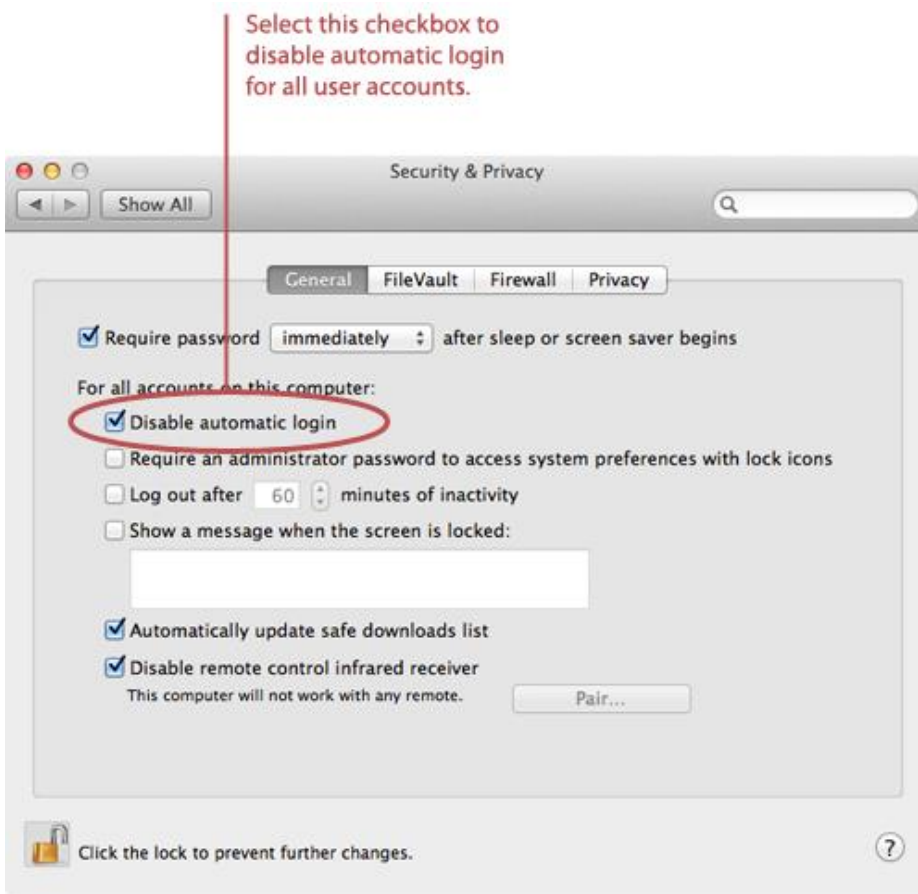 Select this checkbox to
disable automatic login
for all user accounts.
Security & Privacy
Show All
General FileVault Firewall Privacy
Require password immediately after sleep or screen saver begins
For all accounts on this computer:
Disable automatic login
Require an administrator password to access system preferences with lock icons
Log out after 60 minutes of inactivity
Show a message when the screen is locked:
Automatically update safe downloads list
Disable remote control infrared receiver
This computer will not work with any remote. Pair...
Click the lock to prevent further changes. ?